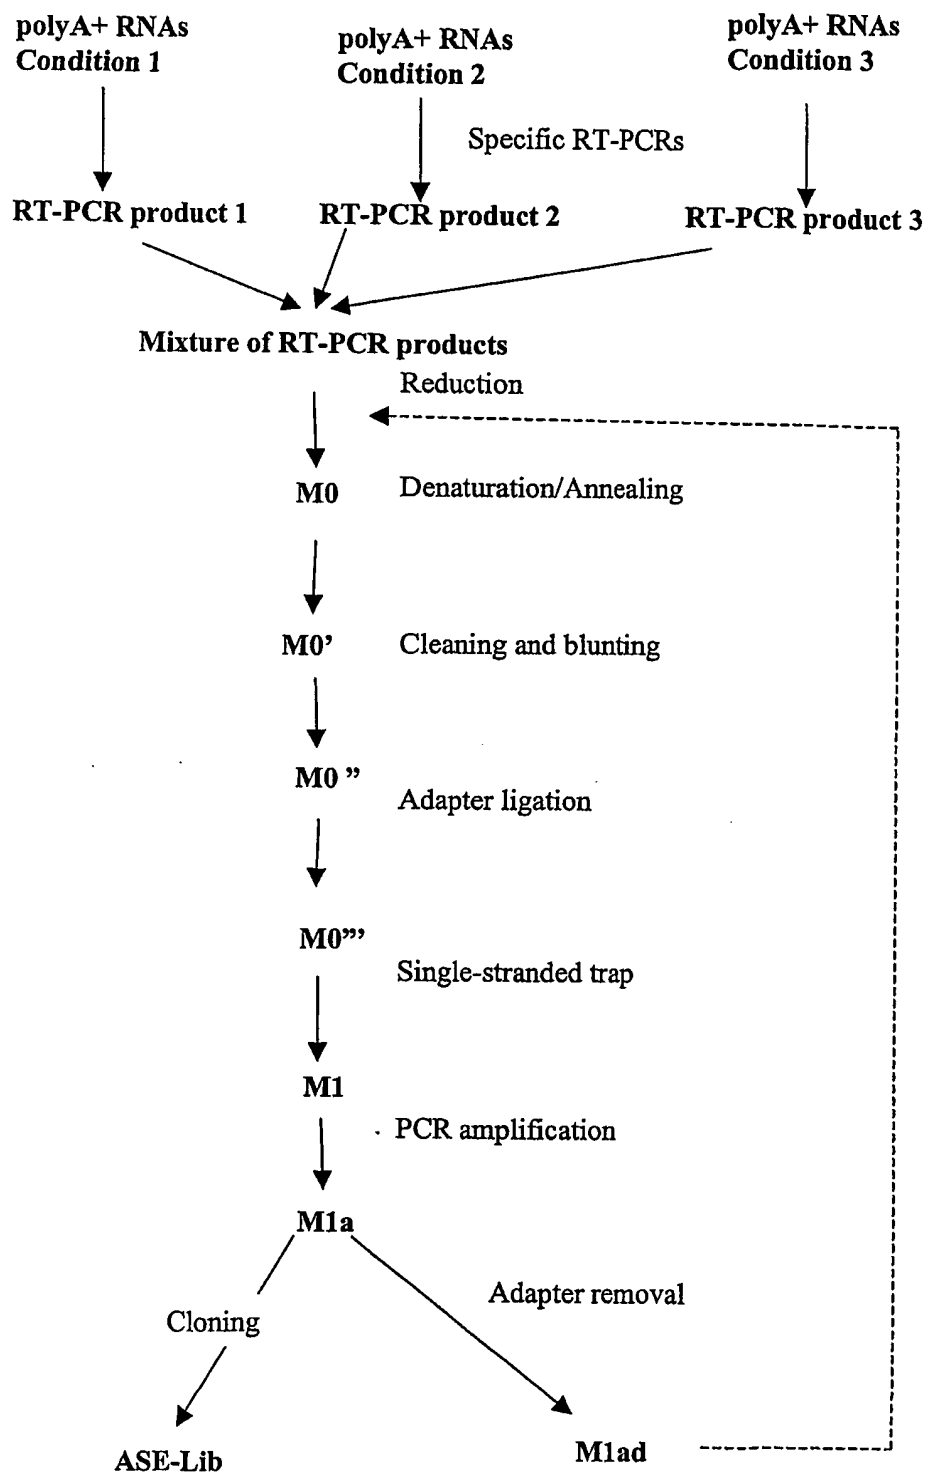 polyA+ RNAs
Condition 1
polyA+ RNAs
Condition 2
polyA+ RNAs
Condition 3
Specific RT-PCRs
RT-PCR product 1
RT-PCR product 2
RT-PCR product 3
Mixture of RT-PCR products
Reduction
M0
Denaturation/Annealing
M0’
Cleaning and blunting
M0 ”
Adapter ligation
M0”’
Single-stranded trap
M1
PCR amplification
M1a
Adapter removal
Cloning
ASE-Lib
M1ad